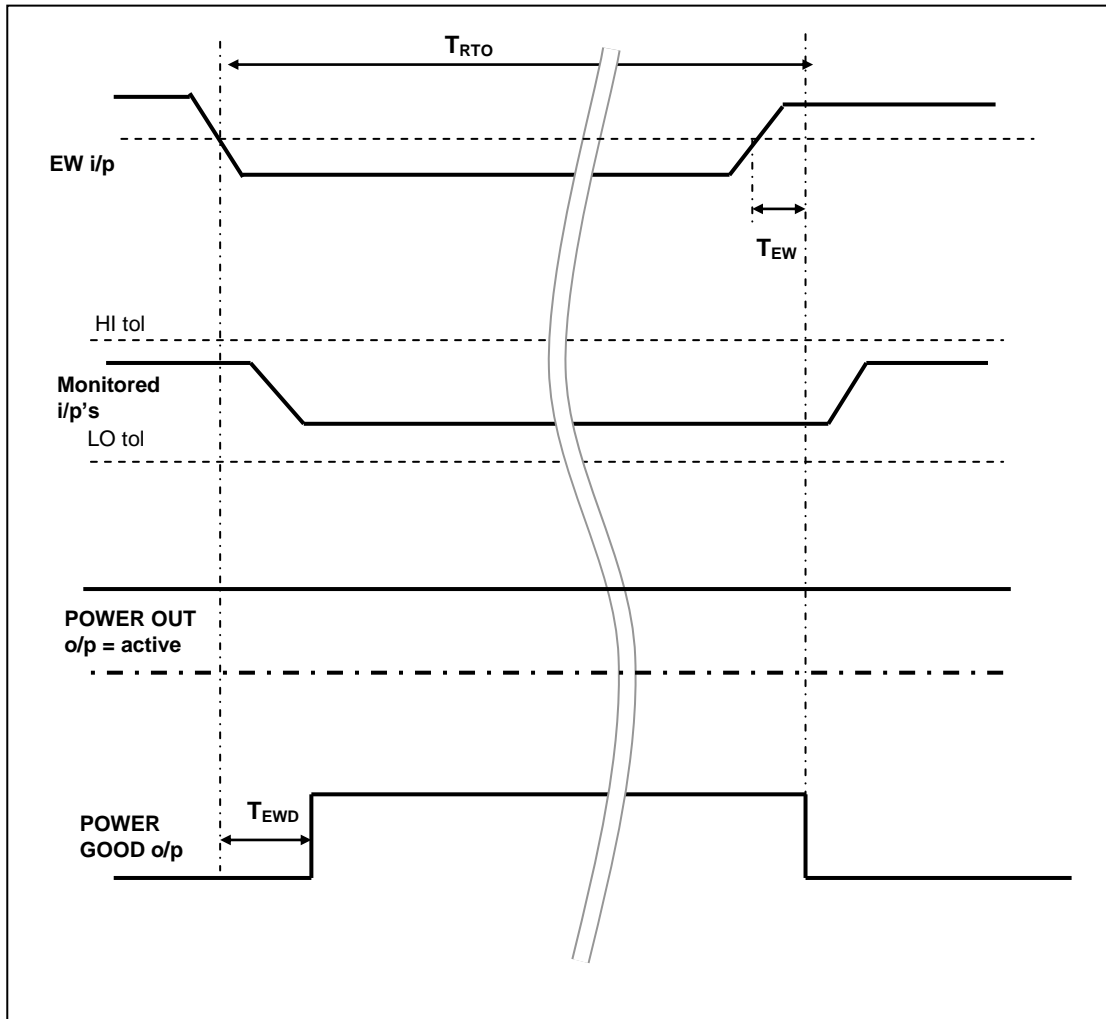 TRTO
EW i/p
TEW
HI tol
Monitored
i/p's
LO tol
POWER OUT
o/p = active
TEWD
POWER
GOOD o/p